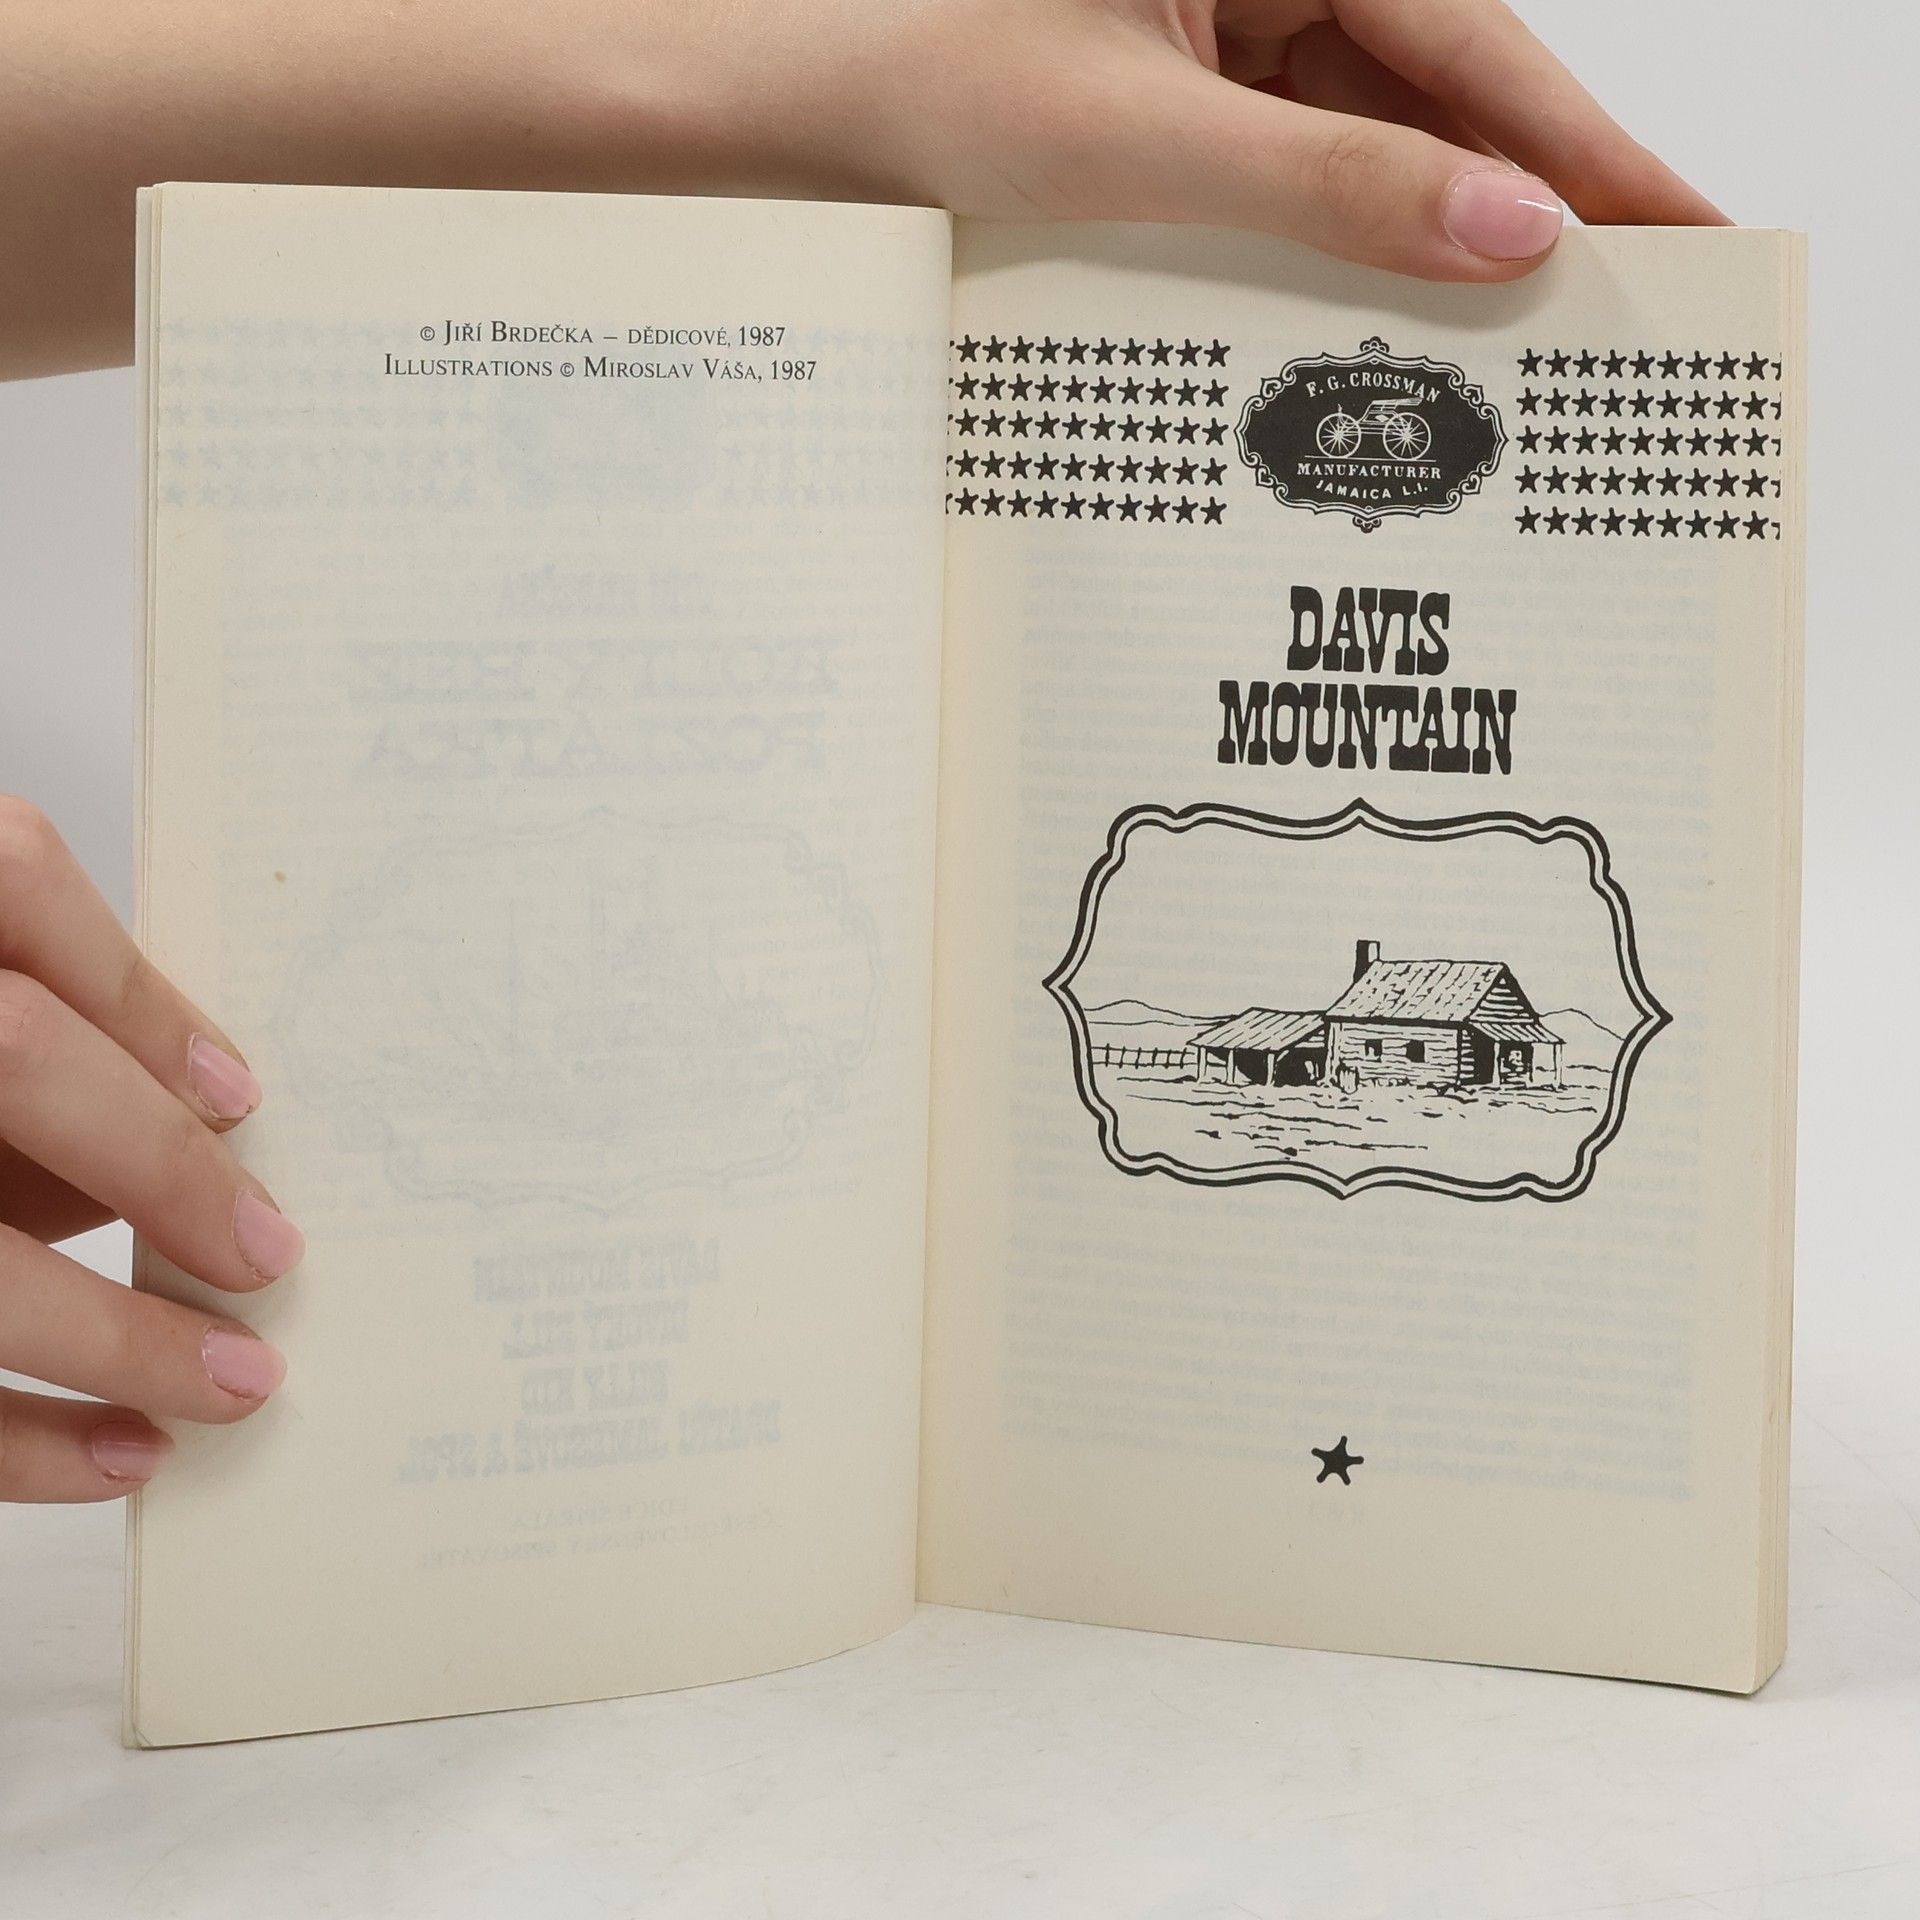 © JIŘÍ BRDEČKA – DĚDICOVÉ, 1987
ILLUSTRATIONS © MIROSLAV VÁŠA, 1987
F. G. CROSSMAN
MANUFACTURER
JAMAICA L.I.
DAVIS
MOUNTAIN